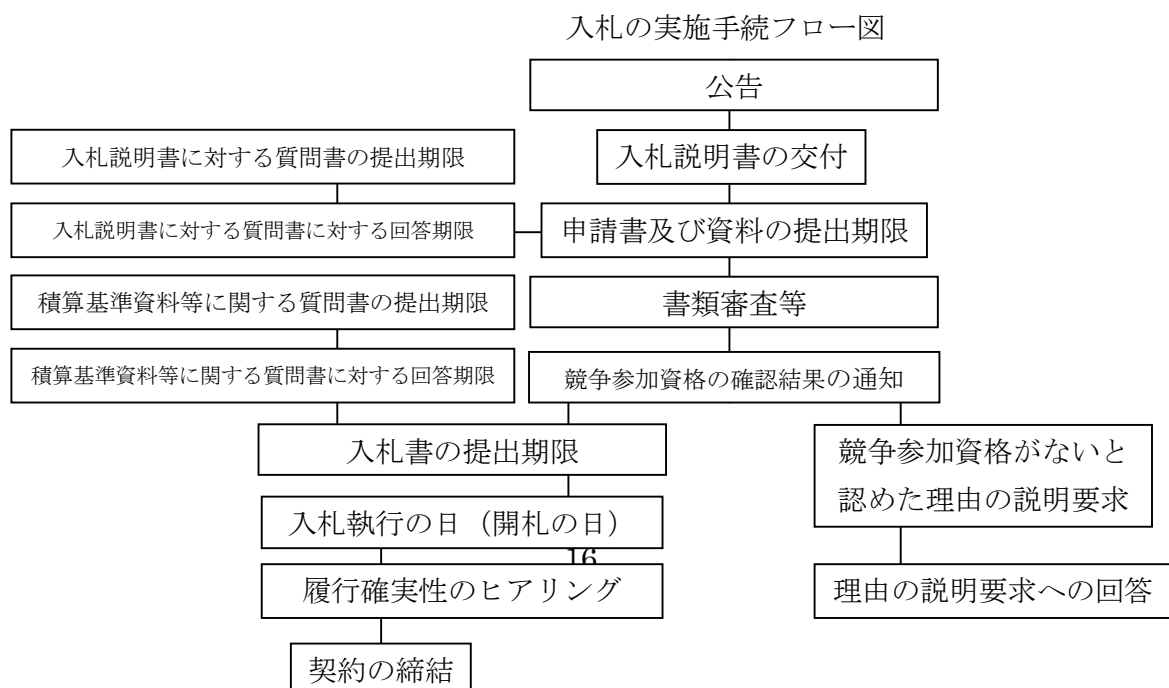 入札の実施手続フロー図
公告
入札説明書に対する質問書の提出期限
入札説明書の交付
入札説明書に対する質問書に対する回答期限
申請書及び資料の提出期限
積算基準資料等に関する質問書の提出期限
書類審査等
積算基準資料等に関する質問書に対する回答期限
競争参加資格の確認結果の通知
入札書の提出期限
競争参加資格がないと
認めた理由の説明要求
入札執行の日（開札の日）
16
履行確実性のヒアリング
理由の説明要求への回答
契約の締結